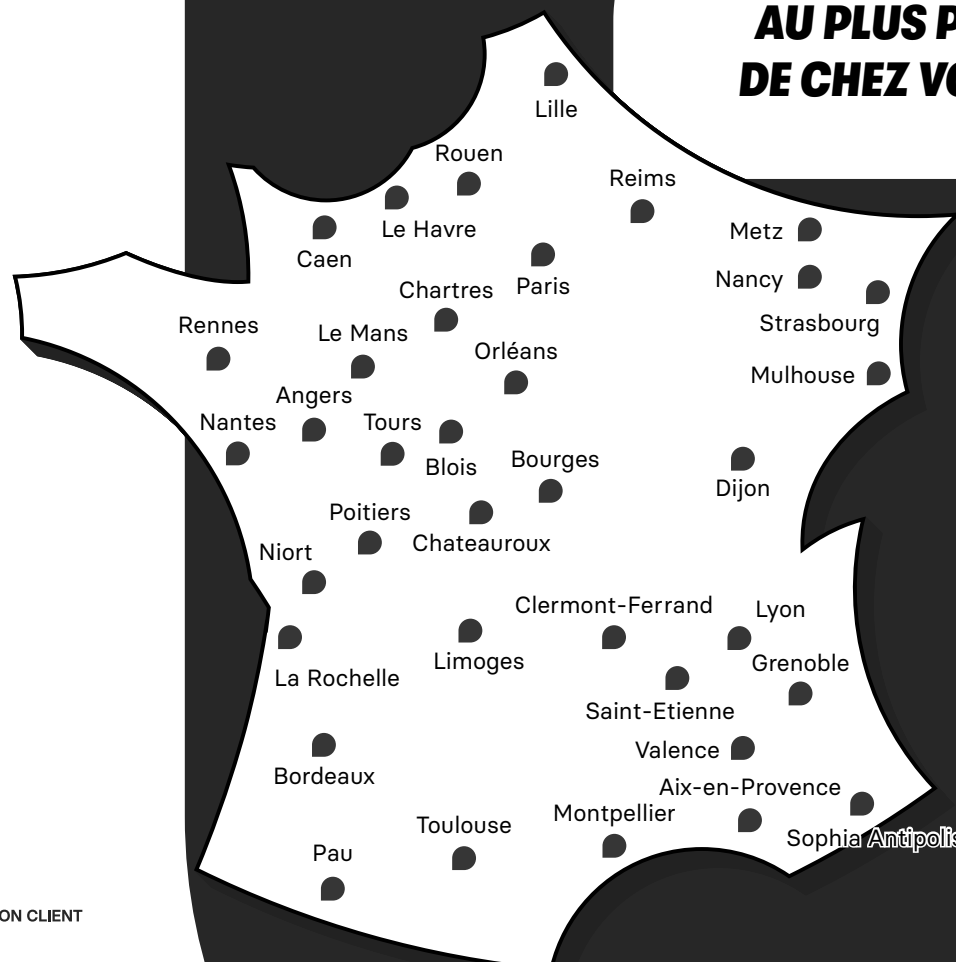 AU PLUS P
DE CHEZ VO
Lille
Rouen
Reims
Le Havre
Metz
Caen
Nancy
Paris
Chartres
Strasbourg
Rennes
Le Mans
Orléans
Mulhouse
Angers
Nantes
Tours
Blois
Bourges
Dijon
Poitiers
Chateauroux
Niort
Clermont-Ferrand
Lyon
Limoges
Grenoble
La Rochelle
Saint-Etienne
Valence
Bordeaux
Aix-en-Provence
Montpellier
Toulouse
Sophia Antipolis
Pau
ON CLIENT